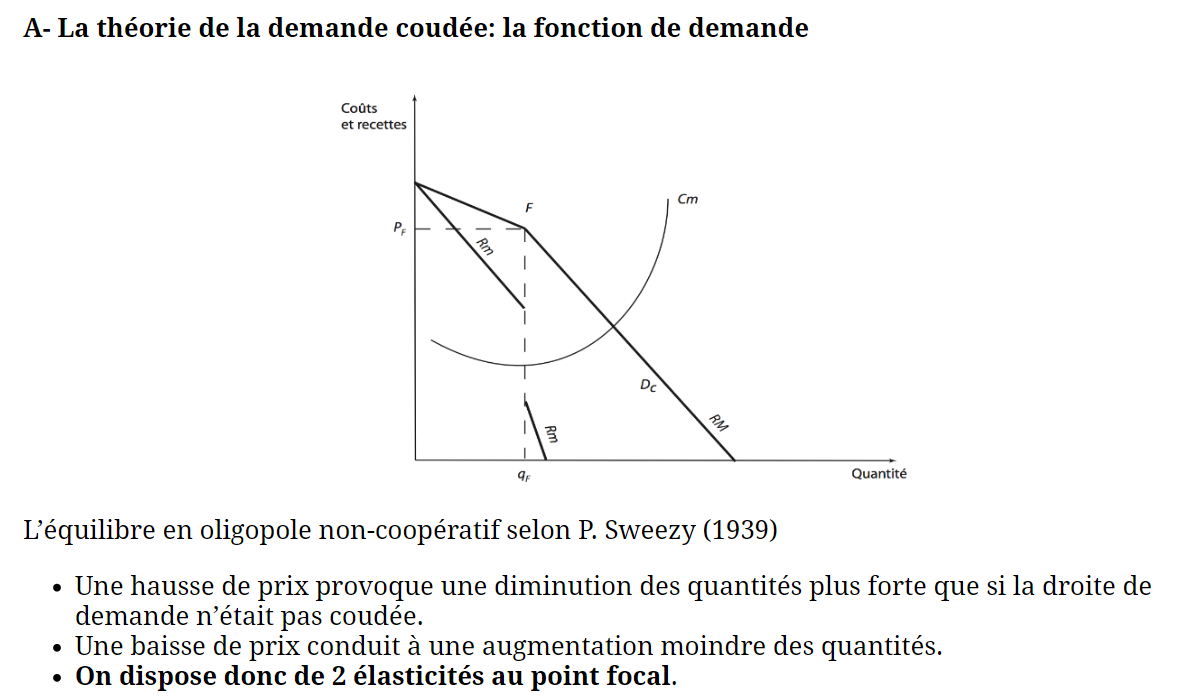 A- La théorie de la demande coudée: la fonction de demande
Coûts
et recettes
F
Cm
PF
Rm
Dc
RM
Rm
qF
Quantité
L’équilibre en oligopole non-coopératif selon P. Sweezy (1939)
• Une hausse de prix provoque une diminution des quantités plus forte que si la droite de
demande n’était pas coudée.
• Une baisse de prix conduit à une augmentation moindre des quantités.
• On dispose donc de 2 élasticités au point focal.